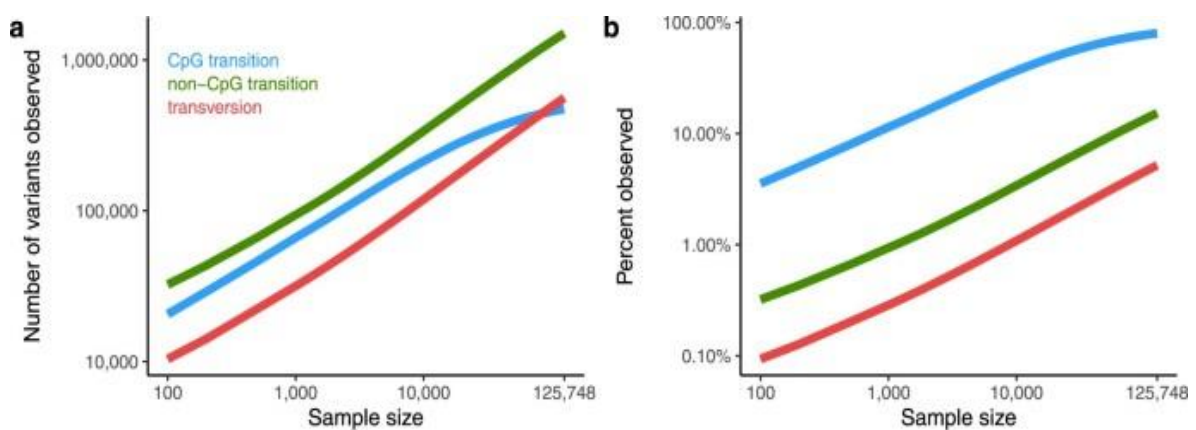 a
Number of variants observed
1,000,000
100,000
10,000
CpG transition
non−CpG transition
transversion
100
1,000
10,000
125,748
Sample size
b
Percent observed
100.00%
10.00%
1.00%
0.10%
100
1,000
10,000
125,748
Sample size